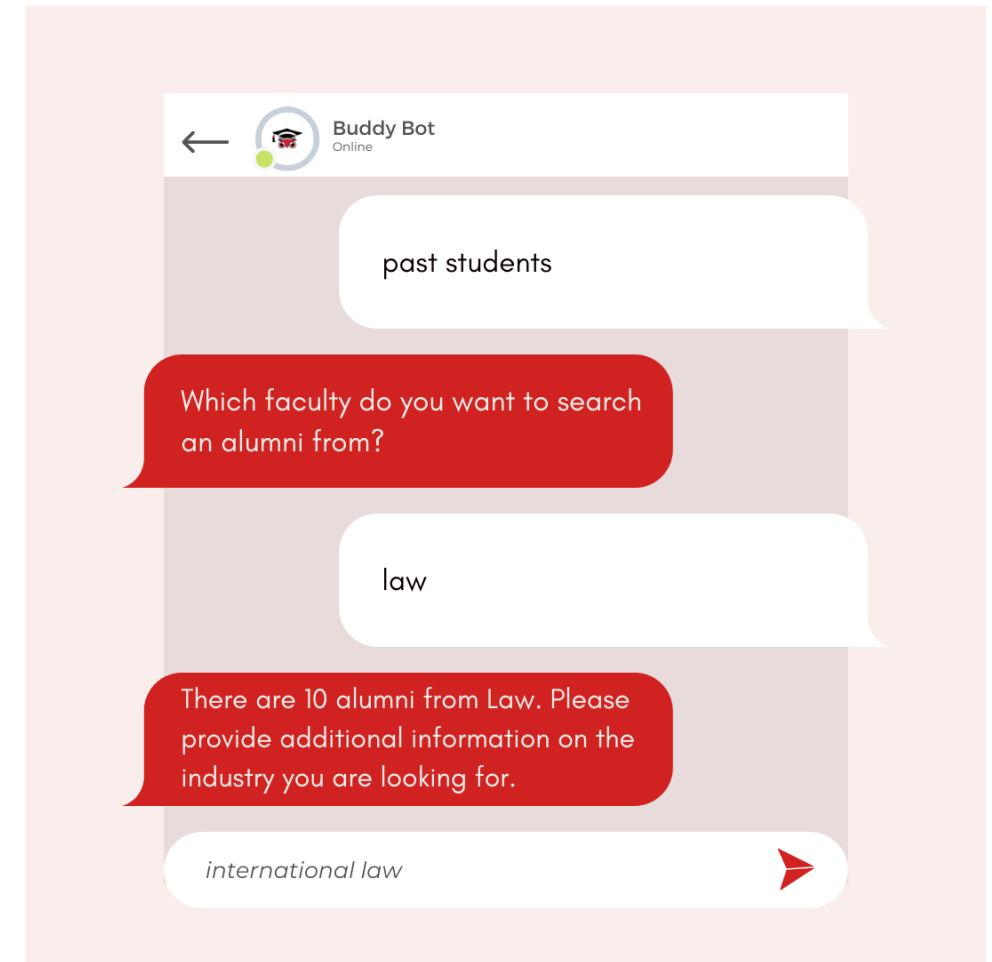 Buddy Bot
Online
past students
Which faculty do you want to search
an alumni from?
law
There are 10 alumni from Law. Please
provide additional information on the
industry you are looking for.
international law